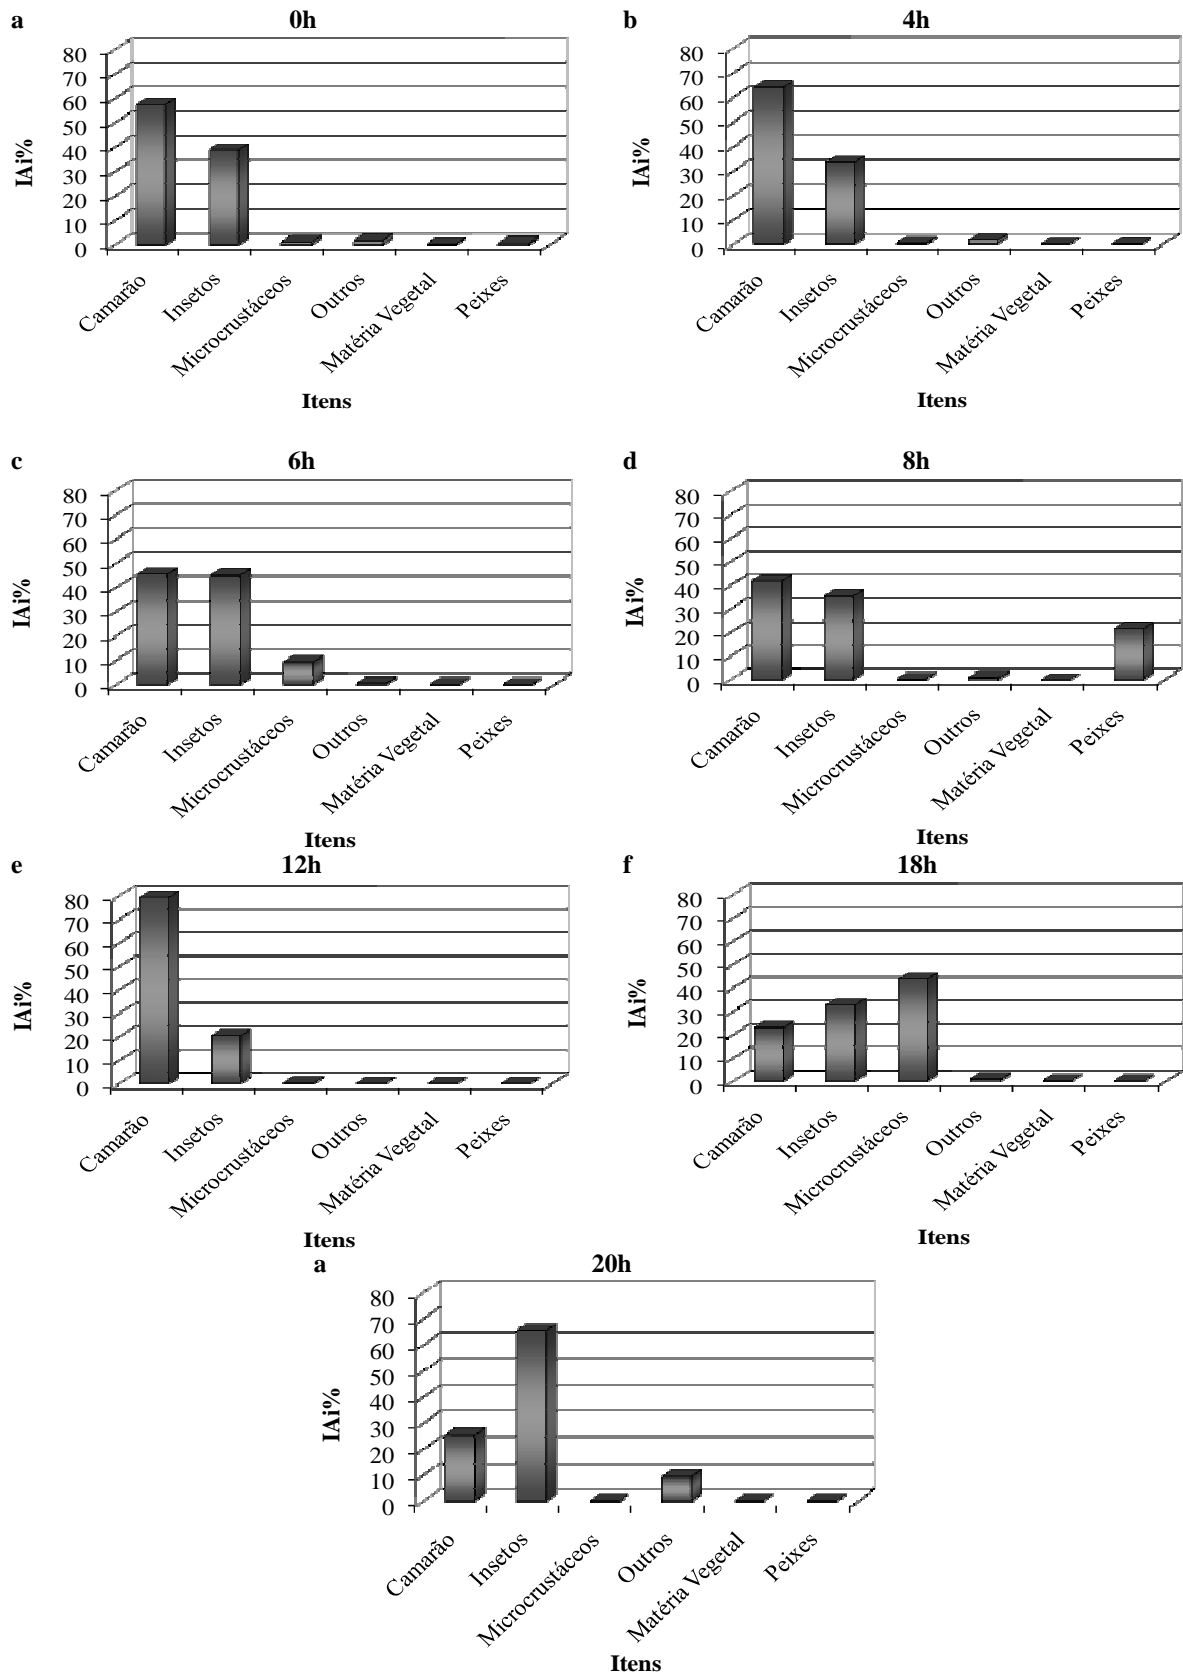 a
0h
80
70
60
50
40
30
20
10
0
IAi%
Camarão
Insetos
Microcrustáceos
Outros
Matéria Vegetal
Peixes
Itens
b
4h
80
70
60
50
40
30
20
10
0
IAi%
Camarão
Insetos
Microcrustáceos
Outros
Matéria Vegetal
Peixes
Itens
c
6h
80
70
60
50
40
30
20
10
0
IAi%
Camarão
Insetos
Microcrustáceos
Outros
Matéria Vegetal
Peixes
Itens
d
8h
80
70
60
50
40
30
20
10
0
IAi%
Camarão
Insetos
Microcrustáceos
Outros
Matéria Vegetal
Peixes
Itens
e
12h
80
70
60
50
40
30
20
10
0
IAi%
Camarão
Insetos
Microcrustáceos
Outros
Matéria Vegetal
Peixes
Itens
f
18h
80
70
60
50
40
30
20
10
0
IAi%
Camarão
Insetos
Microcrustáceos
Outros
Matéria Vegetal
Peixes
Itens
a
20h
80
70
60
50
40
30
20
10
0
IAi%
Camarão
Insetos
Microcrustáceos
Outros
Matéria Vegetal
Peixes
Itens